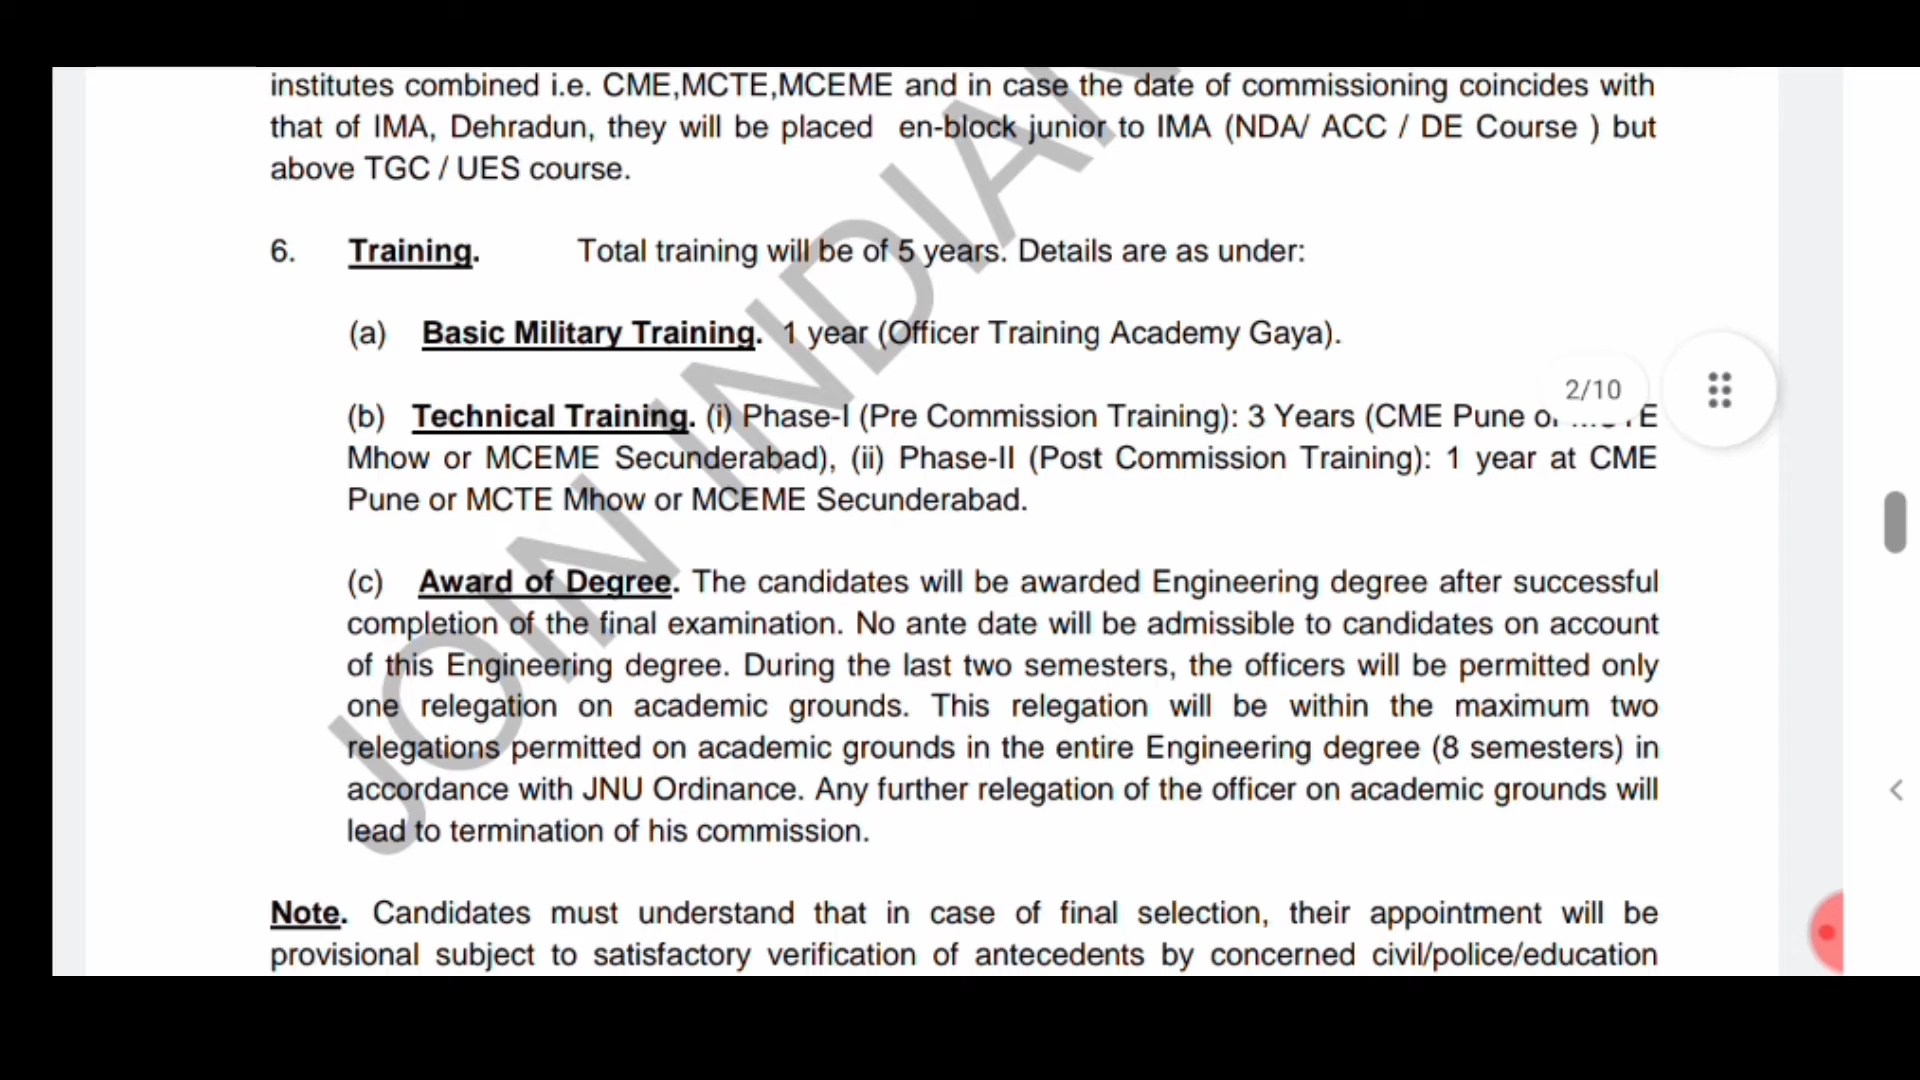 institutes combined i.e. CME,MCTE,MCEME and in case the date of commissioning coincides with
that of IMA, Dehradun, they will be placed en-block junior to IMA (NDA/ ACC / DE Course ) but
above TGC / UES course.
6. Training. Total training will be of 5 years. Details are as under:
(a) Basic Military Training. 1 year (Officer Training Academy Gaya).
2/10
(b) Technical Training. (i) Phase-I (Pre Commission Training): 3 Years (CME Pune
Mhow or MCEME Secunderabad), (ii) Phase-II (Post Commission Training): 1 year at CME
Pune or MCTE Mhow or MCEME Secunderabad.
(c) Award of Degree. The candidates will be awarded Engineering degree after successful
completion of the final examination. No ante date will be admissible to candidates on account
of this Engineering degree. During the last two semesters, the officers will be permitted only
one relegation on academic grounds. This relegation will be within the maximum two
relegations permitted on academic grounds in the entire Engineering degree (8 semesters) in
accordance with JNU Ordinance. Any further relegation of the officer on academic grounds will
lead to termination of his commission.
Note. Candidates must understand that in case of final selection, their appointment will be
provisional subject to satisfactory verification of antecedents by concerned civil/police/education
JOIN INDIAN